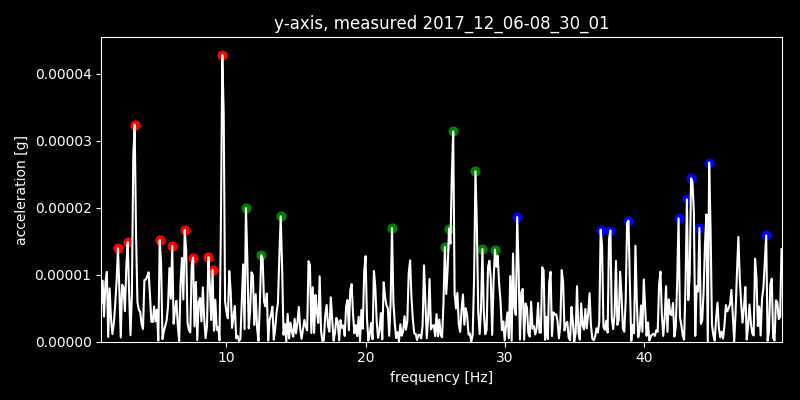 y-axis, measured 2017_12_06-08_30_01
0.00004
0.00003
0.00002
0.00001
0.00000
acceleration [g]
10 20 30 40
frequency [Hz]